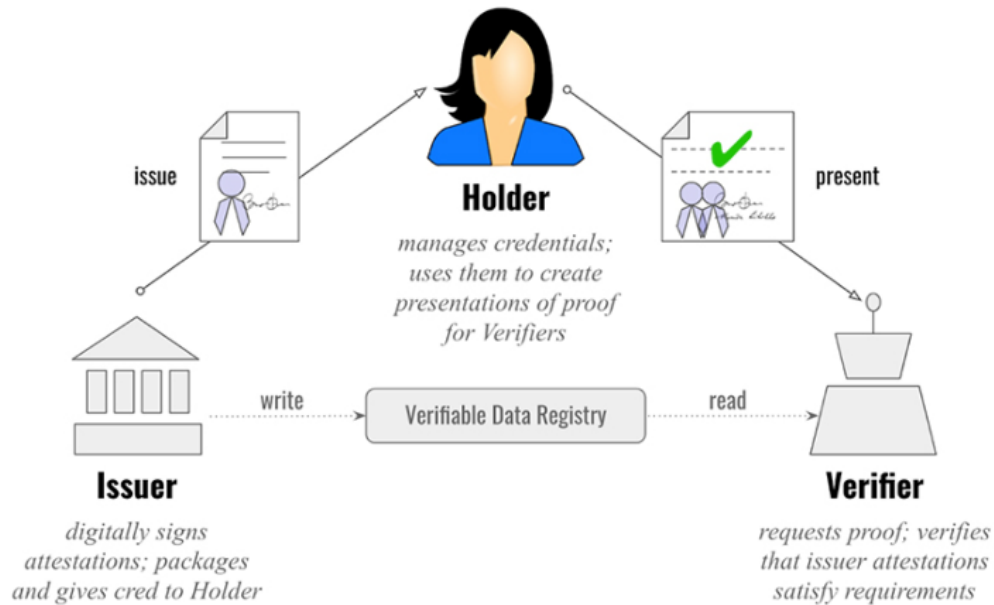 issue
present
Holder
manages credentials;
uses them to create
presentations of proof
for Verifiers
write
Verifiable Data Registry
read
Issuer
digitally signs
attestations; packages
and gives cred to Holder
Verifier
requests proof; verifies
that issuer attestations
satisfy requirements